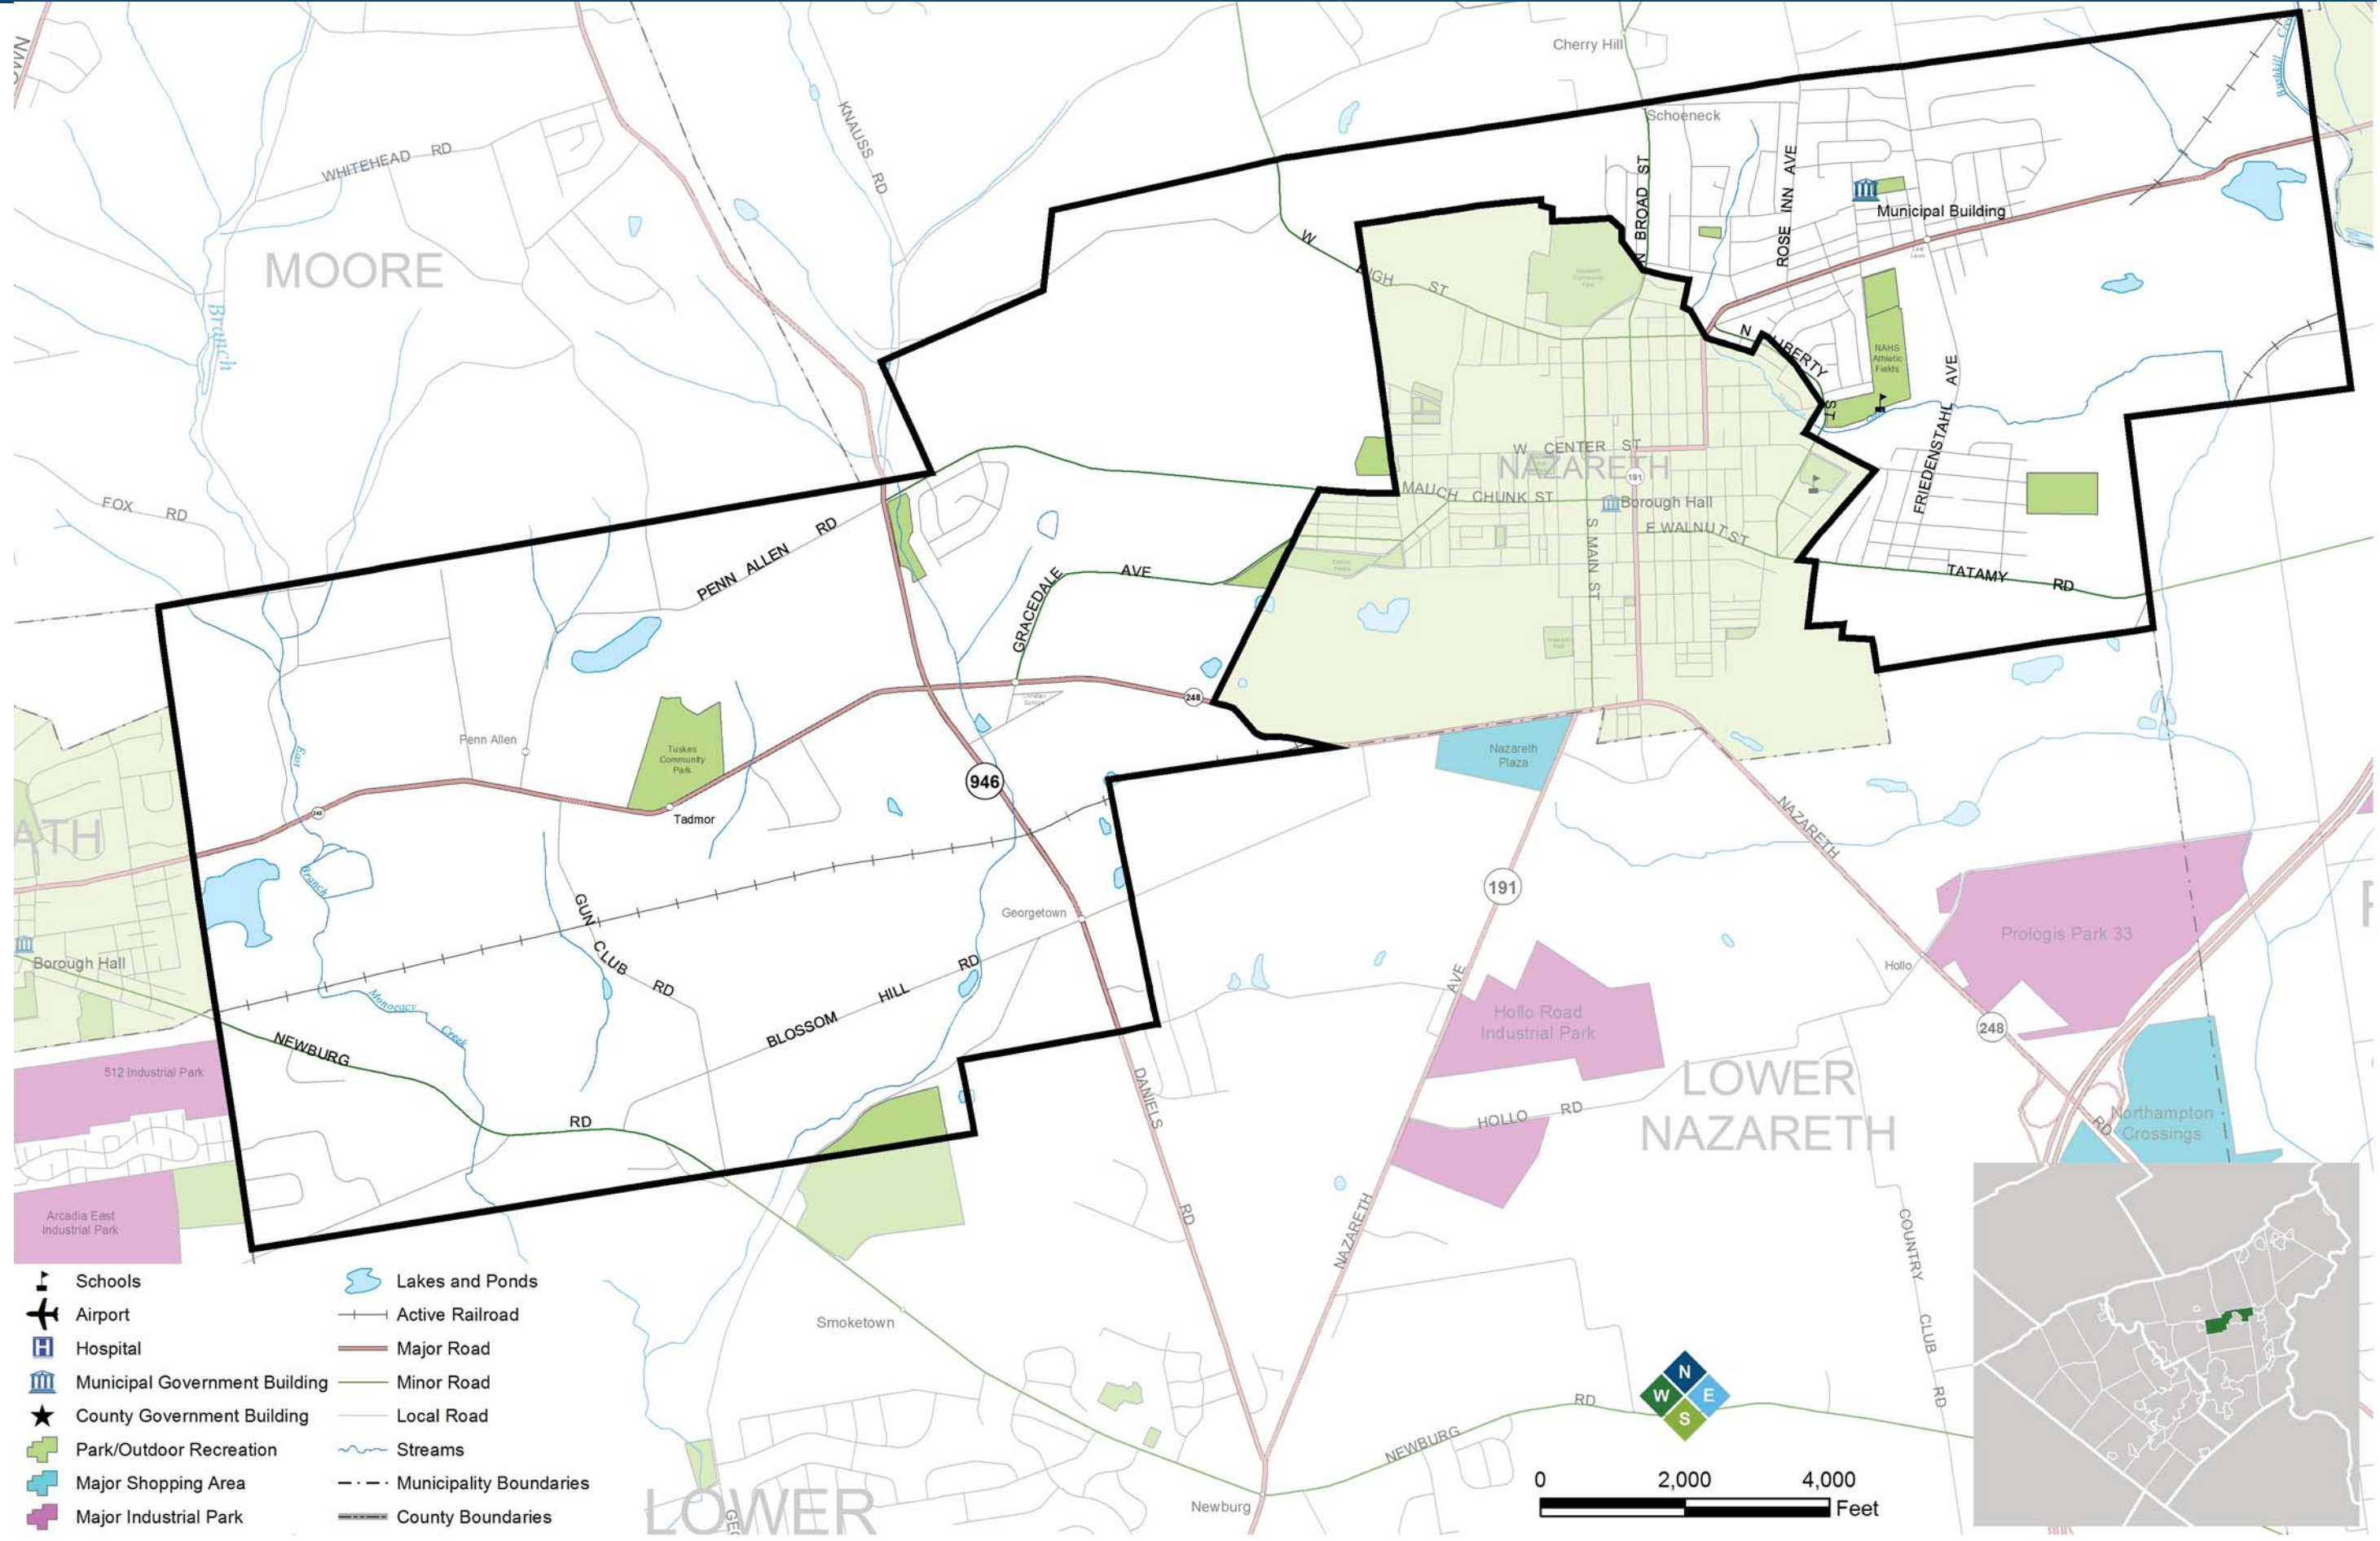 Cherry Hill
Schoeneck
KNAUSS RD
WHITEHEAD RD
MOORE
Branch
N BROAD ST
ROSE INN AVE
Municipal Building
Bushkill
W HIGH ST
N LIBERTY ST
NAHS
Athletic
Fields
FRIEDENSTAHL AVE
W CENTER ST
NAZARETH
191
MAUCH CHUNK ST
Borough Hall
E WALNUT ST
S MAIN ST
FOX RD
PENN ALLEN RD
GRACEDALE AVE
TATAMY RD
248
Penn Allen
East
Tuskes
Community
Park
Tadmor
248
946
Nazareth
Plaza
NAZARETH
ATH
Branch
191
Georgetown
GUN CLUB RD
Borough Hall
Prologis Park 33
Hollo
Monocacy
Creek
BLOSSOM HILL RD
AVE
Hollo Road
Industrial Park
248
NEWBURG
RD
512 Industrial Park
DANIELS
RD
LOWER
NAZARETH
HOLLO RD
Northampton
Crossings
RD
Arcadia East
Industrial Park
NAZARETH
COUNTRY CLUB RD
Smoketown
NEWBURG
RD
Newburg
LOWER
Schools
Airport
H
Hospital
Municipal Government Building
County Government Building
Park/Outdoor Recreation
Major Shopping Area
Major Industrial Park
Lakes and Ponds
Active Railroad
Major Road
Minor Road
Local Road
Streams
Municipality Boundaries
County Boundaries
N
W E
S
0 2,000 4,000
Feet